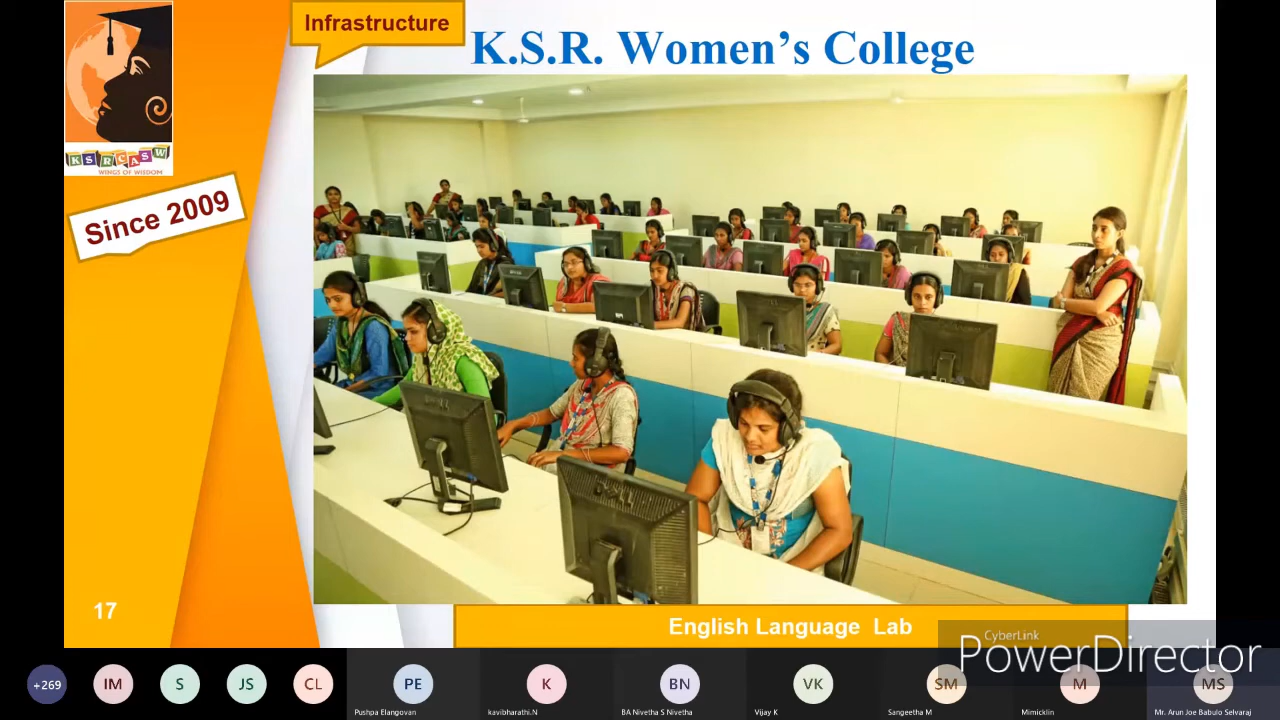 Infrastructure
K.S.R. Women's College
KSRCASW
WINGS OF WISDOM
Since 2009
17
English Language Lab
CyberLink
PowerDirector
+269
IM
S
JS
CL
PE
K
BN
VK
SM
M
MS
Pushpa Elangovan
kavibharathi.N
BA Nivetha S Nivetha
Vijay K
Sangeetha M
Mimicklin
Mr. Arun Joe Babulo Selvaraj
DELL